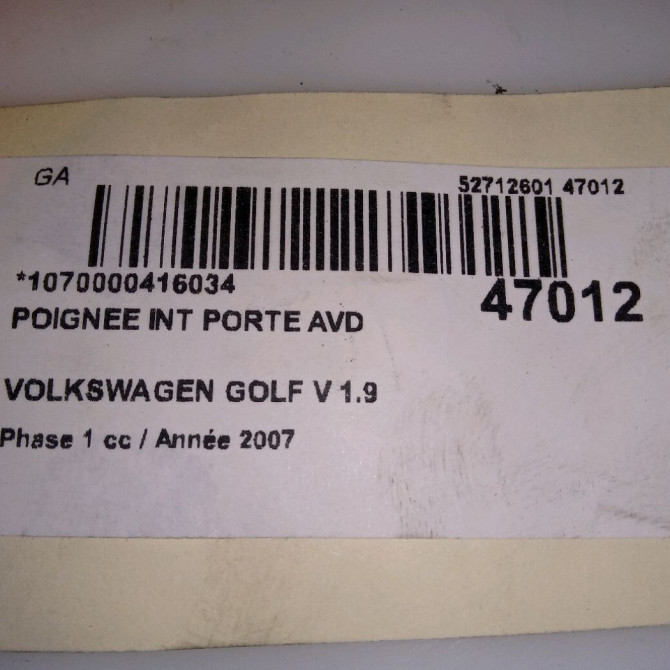 GA
52712601 47012
*1070000416034
47012
POIGNEE INT PORTE AVD
VOLKSWAGEN GOLF V 1.9
Phase 1 cc / Année 2007